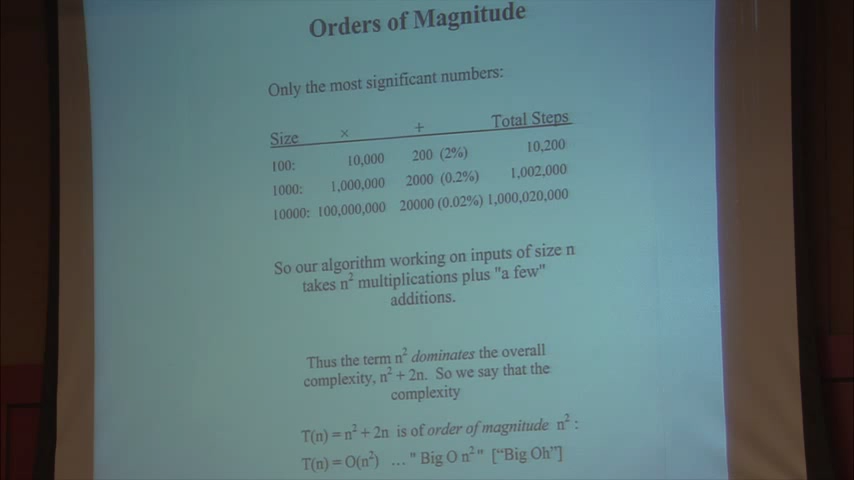 Orders of Magnitude
Only the most significant numbers:
Size × + Total Steps
100: 10,000 200 (2%) 10,200
1000: 1,000,000 2000 (0.2%) 1,002,000
10000: 100,000,000 20000 (0.02%) 1,000,020,000
So our algorithm working on inputs of size n
takes n² multiplications plus "a few"
additions.
Thus the term n² dominates the overall
complexity, n² + 2n. So we say that the
complexity
T(n) = n² + 2n is of order of magnitude n² :
T(n) = O(n²) ... " Big O n² " ["Big Oh"]